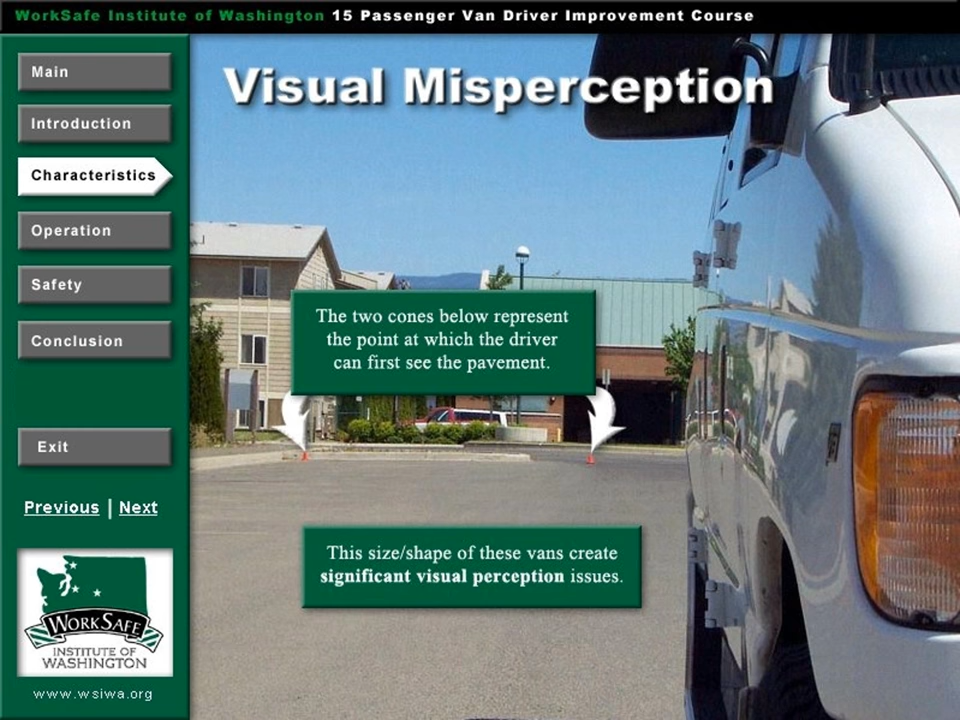 WorkSafe Institute of Washington 15 Passenger Van Driver Improvement Course
Main
Introduction
Characteristics
Operation
Safety
Conclusion
Exit
Previous | Next
WORKSAFE
INSTITUTE OF
WASHINGTON
www.wsiwa.org
Visual Misperception
The two cones below represent
the point at which the driver
can first see the pavement.
This size/shape of these vans create
significant visual perception issues.